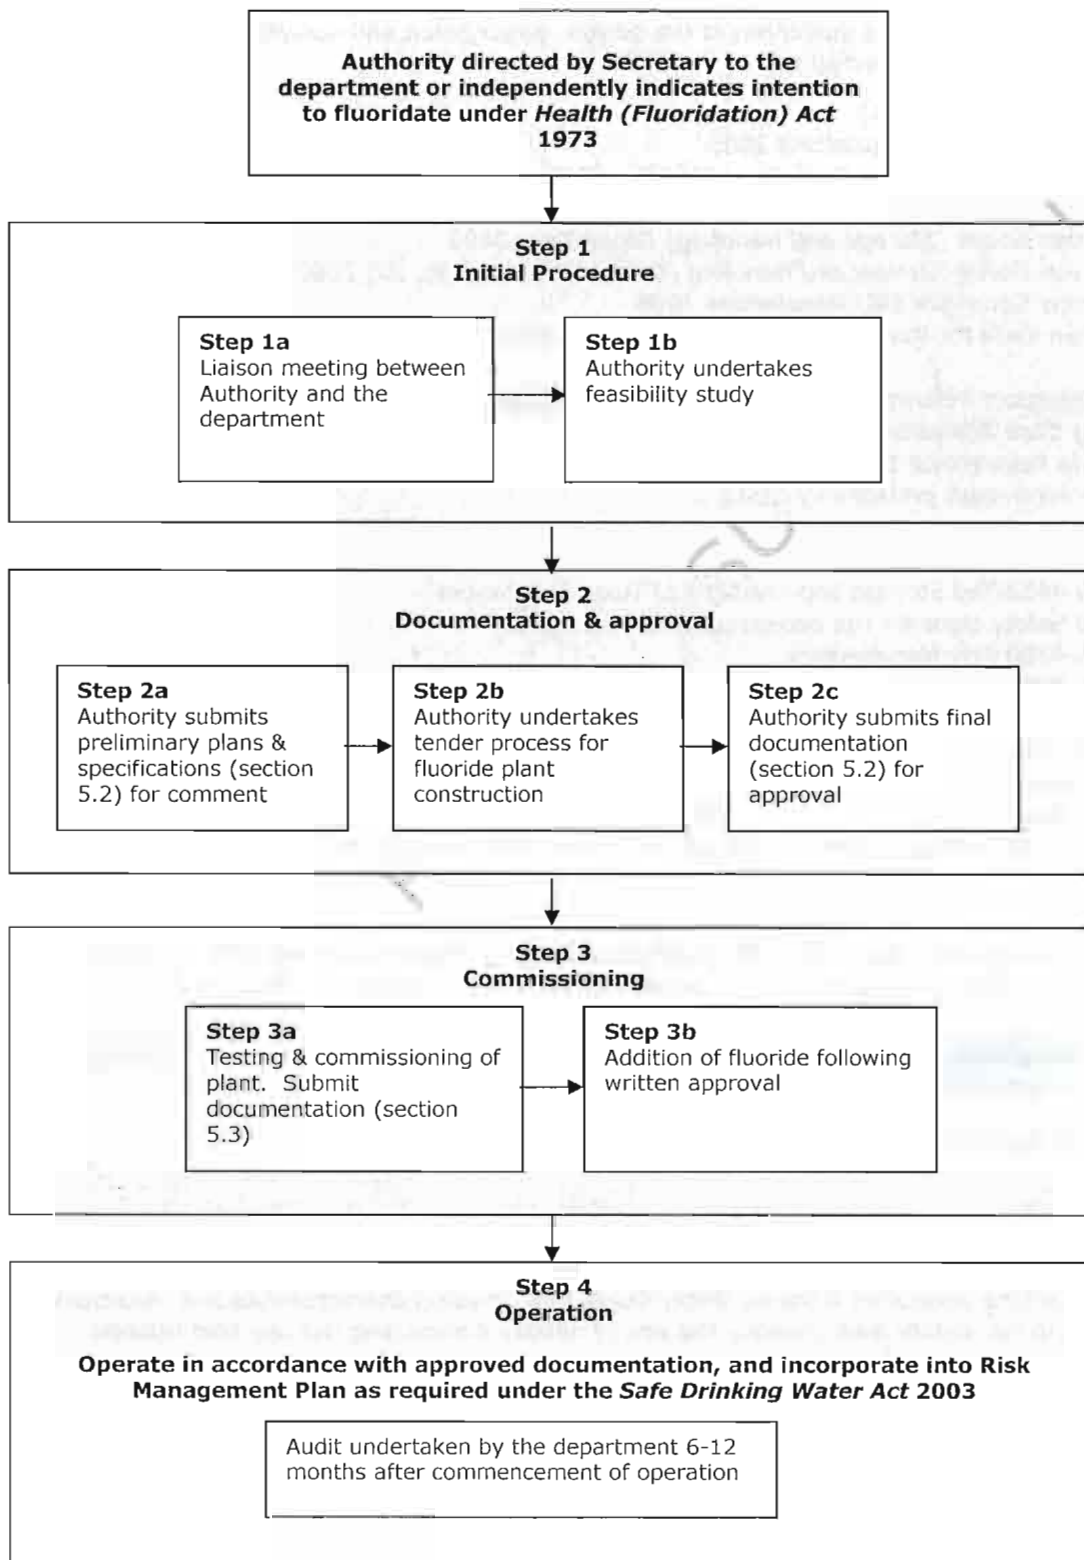 Authority directed by Secretary to the
department or independently indicates intention
to fluoridate under Health (Fluoridation) Act
1973
Step 1
Initial Procedure
Step 1a
Liaison meeting between
Authority and the
department
Step 1b
Authority undertakes
feasibility study
Step 2
Documentation & approval
Step 2a
Authority submits
preliminary plans &
specifications (section
5.2) for comment
Step 2b
Authority undertakes
tender process for
fluoride plant
construction
Step 2c
Authority submits final
documentation
(section 5.2) for
approval
Step 3
Commissioning
Step 3a
Testing & commissioning of
plant.  Submit
documentation (section
5.3)
Step 3b
Addition of fluoride following
written approval
Step 4
Operation
Operate in accordance with approved documentation, and incorporate into Risk
Management Plan as required under the Safe Drinking Water Act 2003
Audit undertaken by the department 6-12
months after commencement of operation